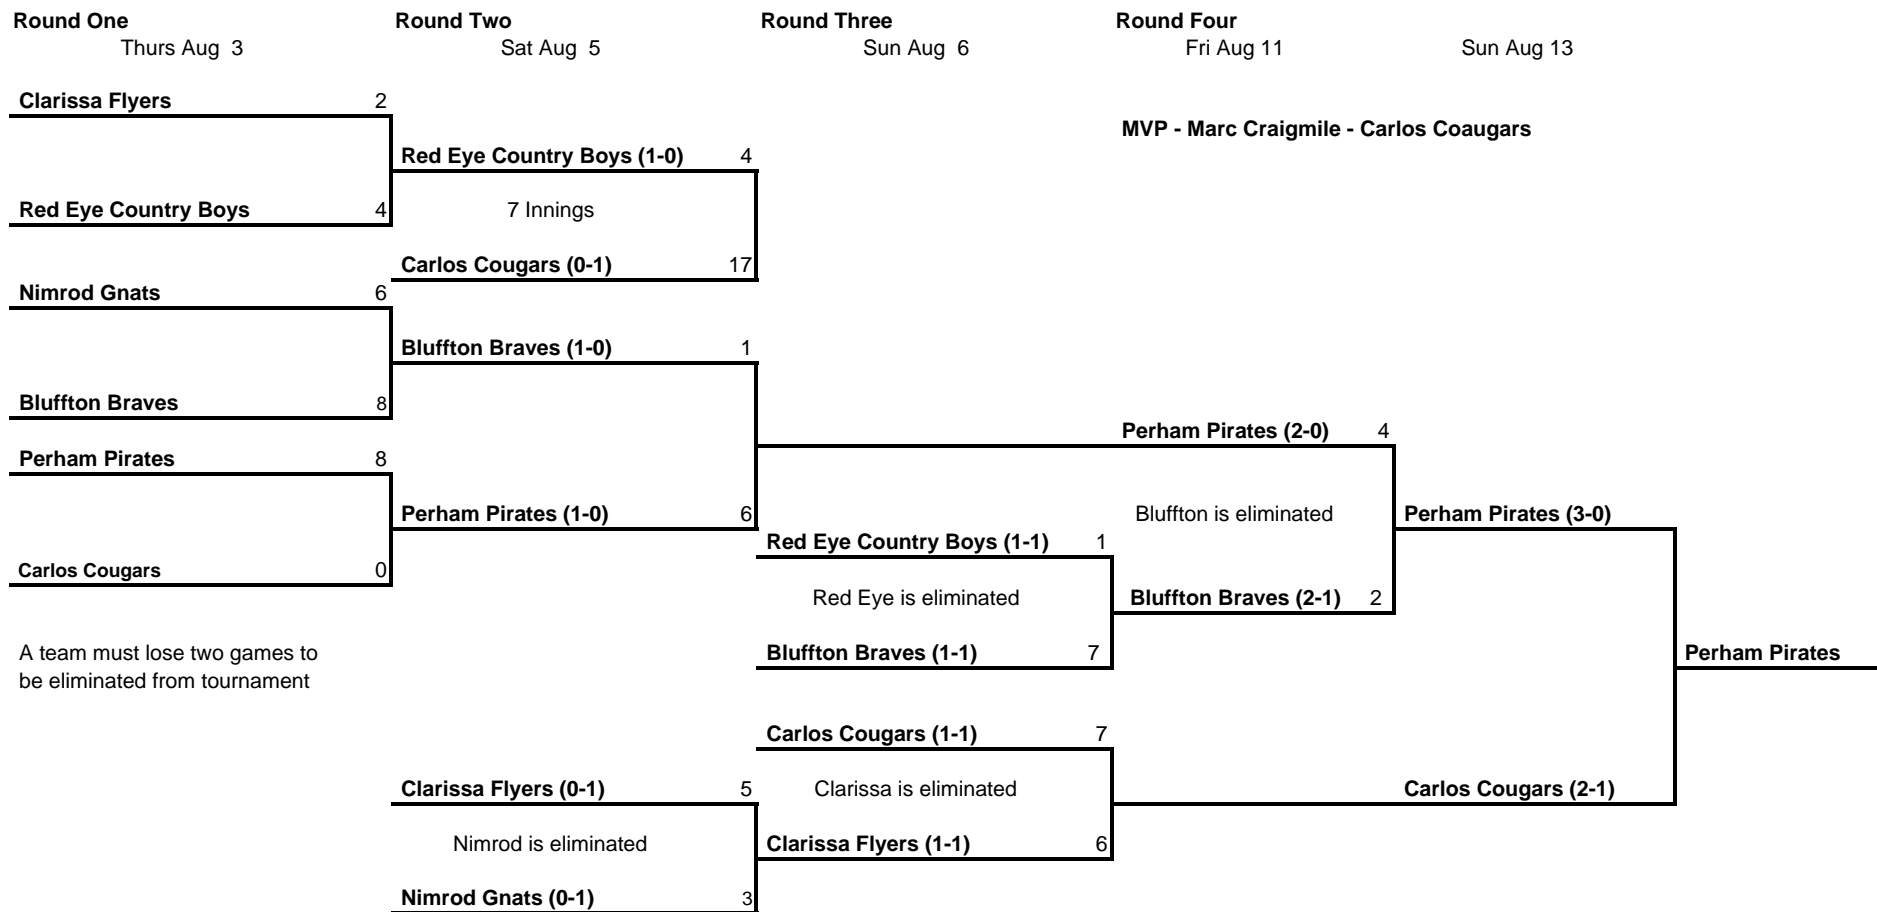 Round One Round Two Round Three Round Four
Thurs Aug 3 Sat Aug 5 Sun Aug 6 Fri Aug 11 Sun Aug 13
Clarissa Flyers 2
MVP - Marc Craigmile - Carlos Coaugars
Red Eye Country Boys (1-0) 4
Red Eye Country Boys 4 7 Innings
Carlos Cougars (0-1) 17
Nimrod Gnats 6
Bluffton Braves (1-0) 1
Bluffton Braves 8
Perham Pirates (2-0) 4
Perham Pirates 8
Perham Pirates (1-0) 6 Bluffton is eliminated Perham Pirates (3-0)
Red Eye Country Boys (1-1) 1
Carlos Cougars 0
Red Eye is eliminated Bluffton Braves (2-1) 2
A team must lose two games to Bluffton Braves (1-1) 7 Perham Pirates
be eliminated from tournament
Carlos Cougars (1-1) 7
Clarissa Flyers (0-1) 5 Clarissa is eliminated Carlos Cougars (2-1)
Nimrod is eliminated Clarissa Flyers (1-1) 6
Nimrod Gnats (0-1) 3